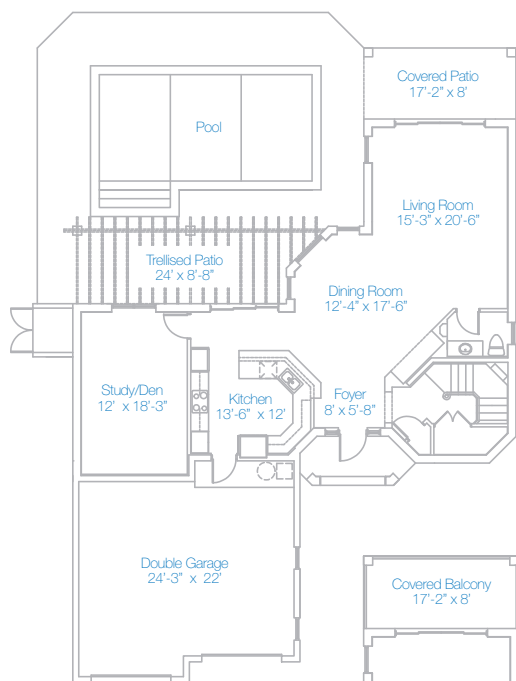 Covered Patio
17'-2" x 8'
Pool
Living Room
15'-3" x 20'-6"
Trellised Patio
24' x 8'-8"
Dining Room
12'-4" x 17'-6"
Study/Den
12' x 18'-3"
Kitchen
13'-6" x 12'
Foyer
8' x 5'-8"
Double Garage
24'-3" x 22'
Covered Balcony
17'-2" x 8'